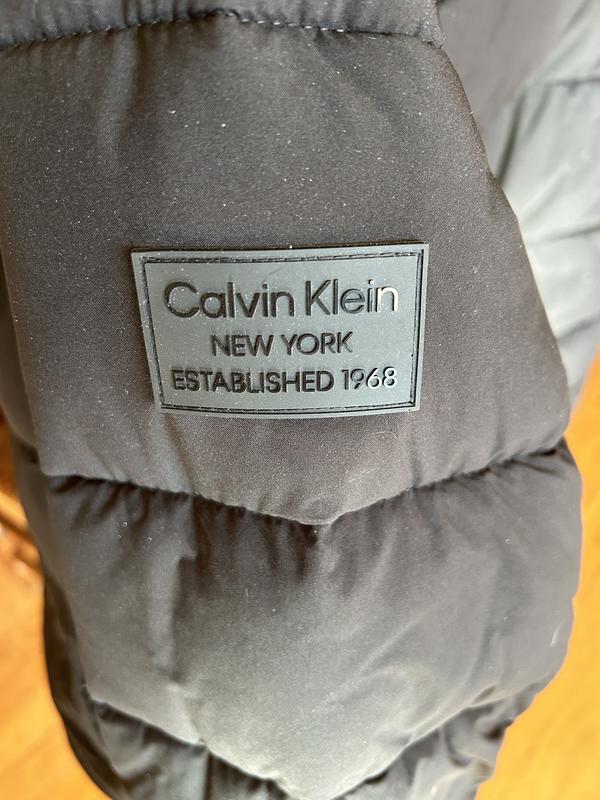 Calvin Klein
NEW YORK
ESTABLISHED 1968